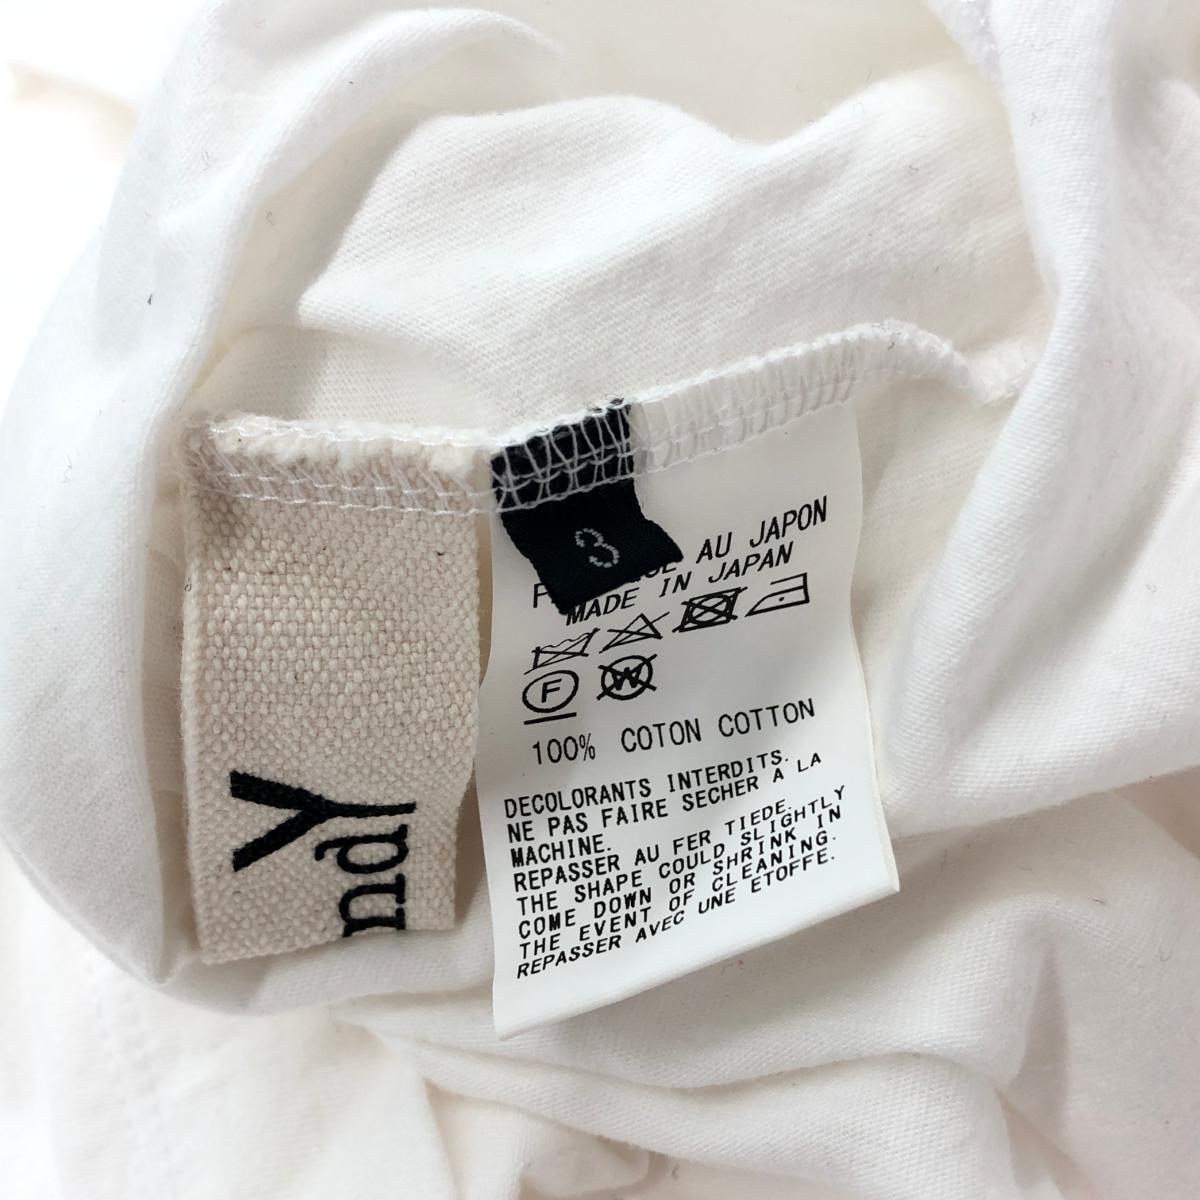 Y
and
3
AU JAPON
MADE IN JAPAN
F
W
100% COTON COTTON
DECOLORANTS INTERDITS.
NE PAS FAIRE SECHER A LA
MACHINE.
REPASSER AU FER TIEDE.
THE SHAPE COULD SLIGHTLY
COME DOWN OR SHRINK IN
THE EVENT OF CLEANING.
REPASSER AVEC UNE ETOFFE.